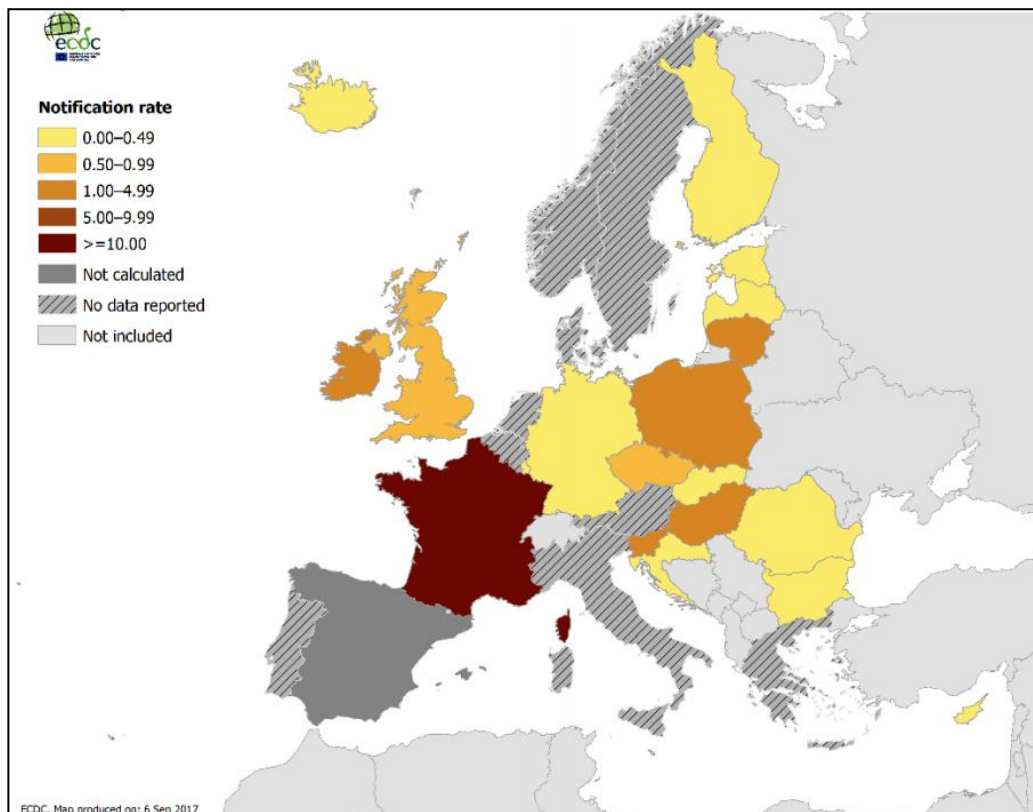 ecdc
Notification rate
0.00–0.49
0.50–0.99
1.00–4.99
5.00–9.99
>=10.00
Not calculated
No data reported
Not included
ECDC. Map produced on: 6 Sep 2017